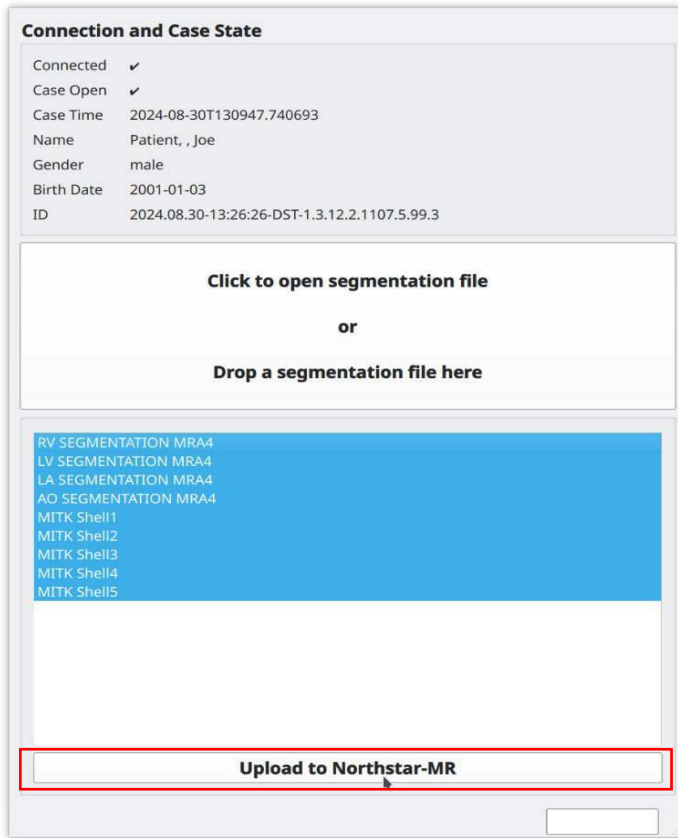 Connection and Case State
Connected ✔
Case Open ✔
Case Time 2024-08-30T130947.740693
Name Patient, , Joe
Gender male
Birth Date 2001-01-03
ID 2024.08.30-13:26:26-DST-1.3.12.2.1107.5.99.3
Click to open segmentation file
or
Drop a segmentation file here
RV SEGMENTATION MRA4
LV SEGMENTATION MRA4
LA SEGMENTATION MRA4
AO SEGMENTATION MRA4
MITK Shell1
MITK Shell2
MITK Shell3
MITK Shell4
MITK Shell5
Upload to Northstar-MR